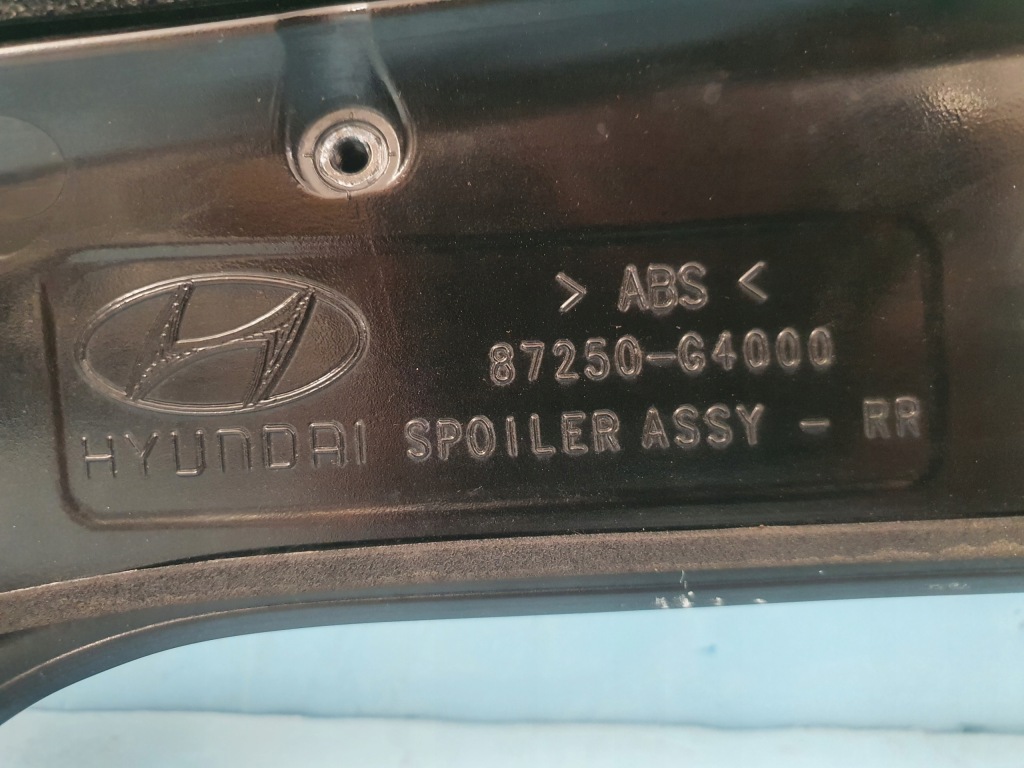 > ABS <
87250-G4000
HYUNDAI SPOILER ASSY - RR